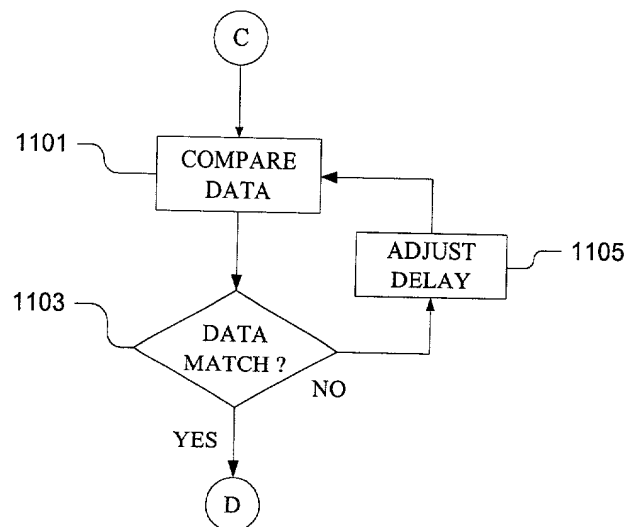 C
1101
COMPARE
DATA
ADJUST
DELAY
1105
1103
DATA
MATCH ?
NO
YES
D